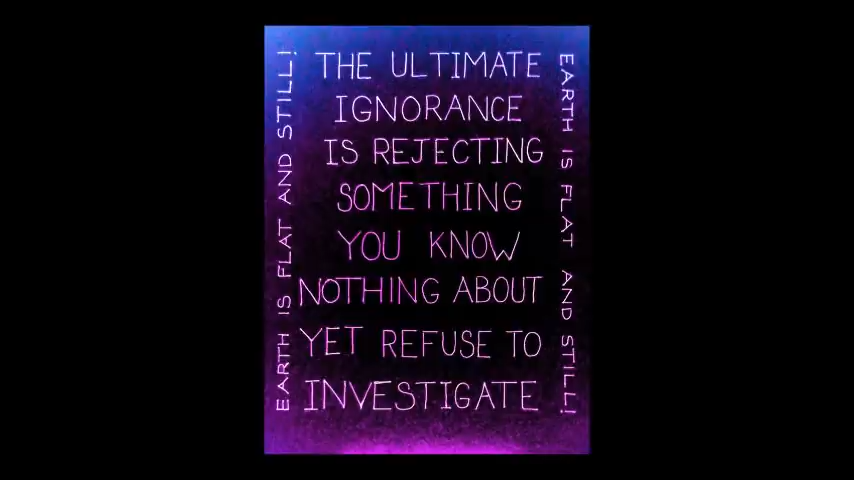 THE ULTIMATE
IGNORANCE
IS REJECTING
SOMETHING
YOU KNOW
NOTHING ABOUT
YET REFUSE TO
INVESTIGATE
EARTH IS FLAT AND STILL!
EARTH IS FLAT AND STILL!